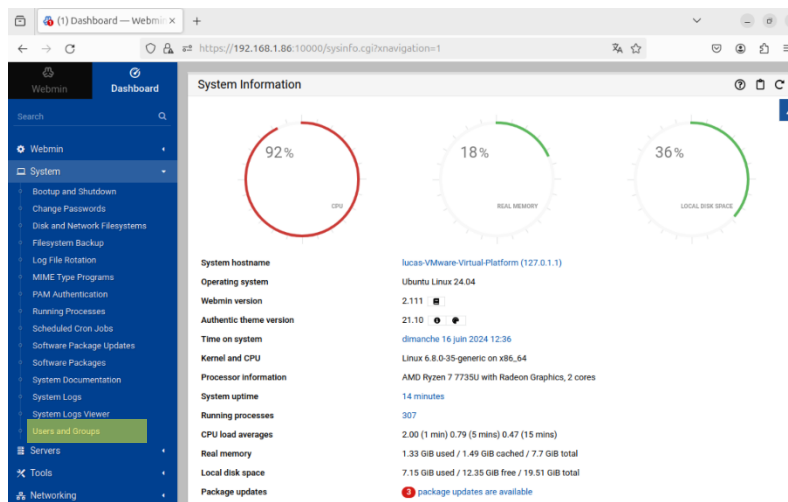 (1) Dashboard — Webmin
https://192.168.1.86:10000/sysinfo.cgi?xnavigation=1
Webmin
Dashboard
Search
Webmin
System
Bootup and Shutdown
Change Passwords
Disk and Network Filesystems
Filesystem Backup
Log File Rotation
MIME Type Programs
PAM Authentication
Running Processes
Scheduled Cron Jobs
Software Package Updates
Software Packages
System Documentation
System Logs
System Logs Viewer
Users and Groups
Servers
Tools
Networking
System Information
92%
CPU
18%
REAL MEMORY
36%
LOCAL DISK SPACE
System hostname lucas-VMware-Virtual-Platform (127.0.1.1)
Operating system Ubuntu Linux 24.04
Webmin version 2.111
Authentic theme version 21.10
Time on system dimanche 16 juin 2024 12:36
Kernel and CPU Linux 6.8.0-35-generic on x86_64
Processor information AMD Ryzen 7 7735U with Radeon Graphics, 2 cores
System uptime 14 minutes
Running processes 307
CPU load averages 2.00 (1 min) 0.79 (5 mins) 0.47 (15 mins)
Real memory 1.33 GiB used / 1.49 GiB cached / 7.7 GiB total
Local disk space 7.15 GiB used / 12.35 GiB free / 19.51 GiB total
Package updates 3 package updates are available